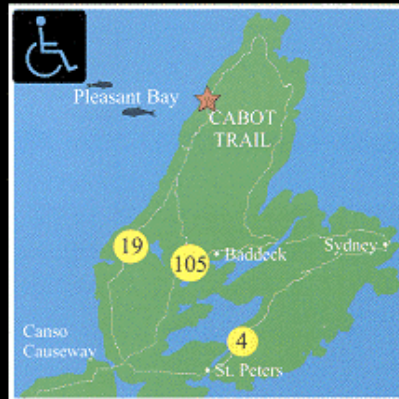 Pleasant Bay
CABOT
TRAIL
19
105
Baddeck
Sydney
4
Canso
Causeway
St. Peters